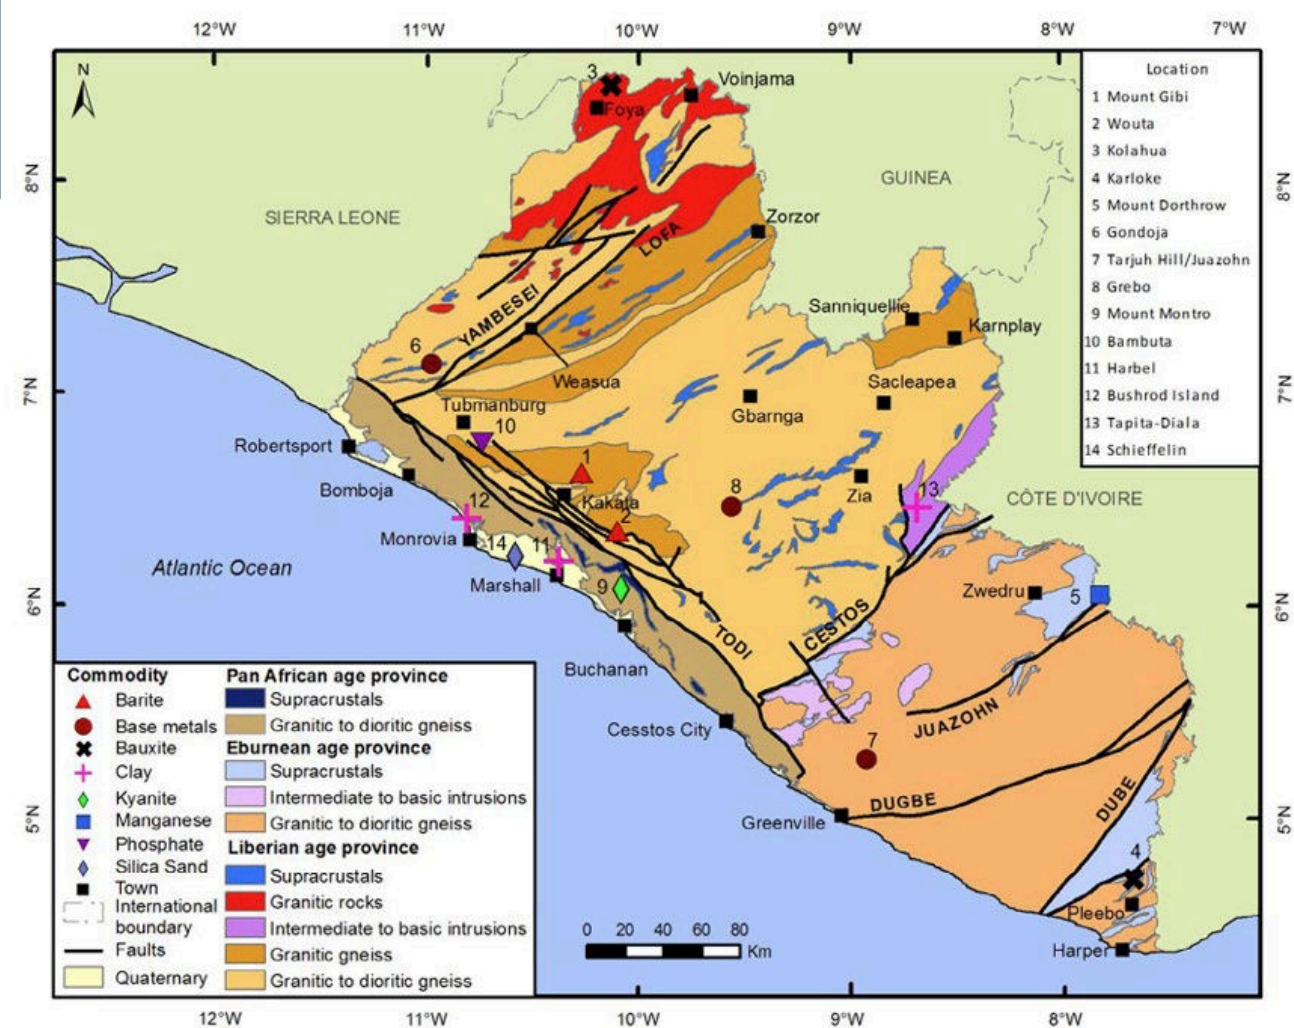 12°W
11°W
10°W
9°W
8°W
7°W
N
8°N
7°N
6°N
5°N
8°N
7°N
6°N
5°N
Location
1 Mount Gibi
2 Wouta
3 Kolahua
4 Karloke
5 Mount Dorthrow
6 Gondoja
7 Tarjuh Hill/Juazohn
8 Grebo
9 Mount Montro
10 Bambuta
11 Harbel
12 Bushrod Island
13 Tapita-Diala
14 Schieffelin
3
Voinjama
Foya
GUINEA
SIERRA LEONE
Zorzor
LOFA
YAMBESEI
Sanniquellie
Karnplay
6
Weasua
Sacleapea
Tubmanburg
Gbarnga
10
Robertsport
1
Bomboja
8
Zia
13
CÔTE D'IVOIRE
12
Kakata
2
Monrovia
14
11
Atlantic Ocean
Marshall
9
Zwedru
5
TODI
CESTOS
Buchanan
Cesstos City
JUAZOHN
7
DUGBE
DUBE
Greenville
4
Pleebo
Harper
0 20 40 60 80
Km
Commodity
Barite
Base metals
Bauxite
Clay
Kyanite
Manganese
Phosphate
Silica Sand
Town
International
boundary
Faults
Quaternary
Pan African age province
Supracrustals
Granitic to dioritic gneiss
Eburnean age province
Supracrustals
Intermediate to basic intrusions
Granitic to dioritic gneiss
Liberian age province
Supracrustals
Granitic rocks
Intermediate to basic intrusions
Granitic gneiss
Granitic to dioritic gneiss
12°W
11°W
10°W
9°W
8°W